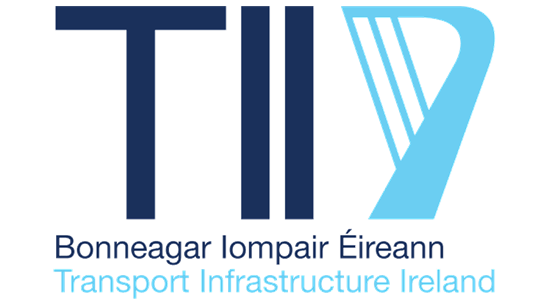 TII
Bonneagar Iompair Éireann
Transport Infrastructure Ireland